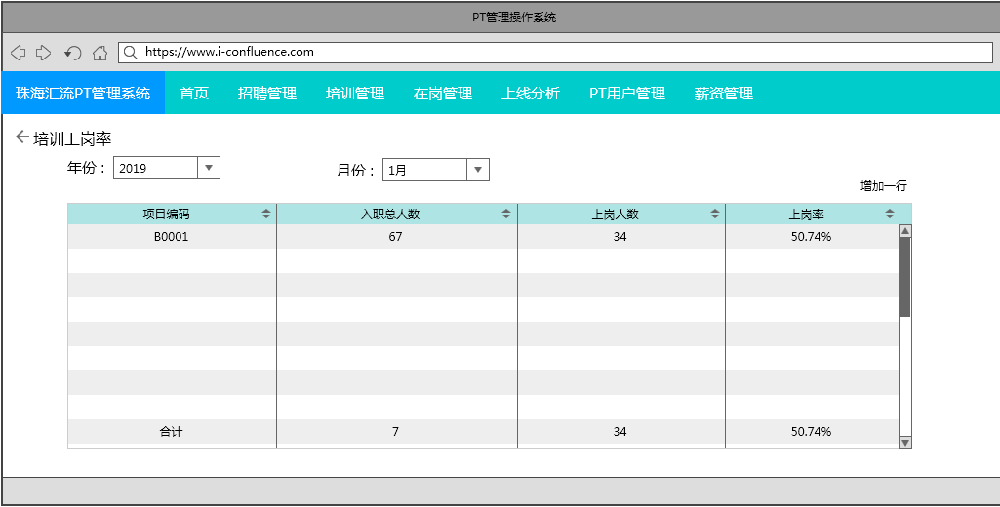 PT管理操作系统
https://www.i-confluence.com
珠海汇流PT管理系统 首页 招聘管理 培训管理 在岗管理 上线分析 PT用户管理 薪资管理
培训上岗率
年份： 2019 月份： 1月
增加一行
项目编码 入职总人数 上岗人数 上岗率
B0001 67 34 50.74%
合计 7 34 50.74%